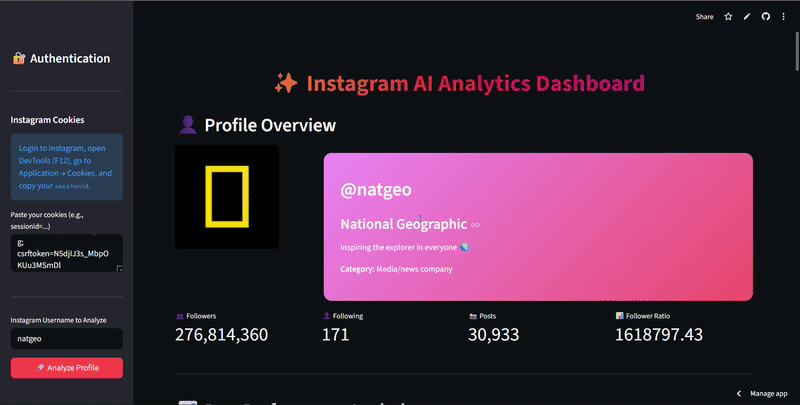 Share
Authentication
Instagram AI Analytics Dashboard
Instagram Cookies
Login to Instagram, open
DevTools (F12), go to
Application → Cookies, and
copy your sessionid.
Paste your cookies (e.g.,
sessionid=...)
csrftoken=N5djIJ3s_MbpO
KUu3MSmDl
Instagram Username to Analyze
natgeo
Analyze Profile
Profile Overview
@natgeo
National Geographic
Inspiring the explorer in everyone
Category: Media/news company
Followers
Following
Posts
Follower Ratio
276,814,360
171
30,933
1618797.43
Manage app